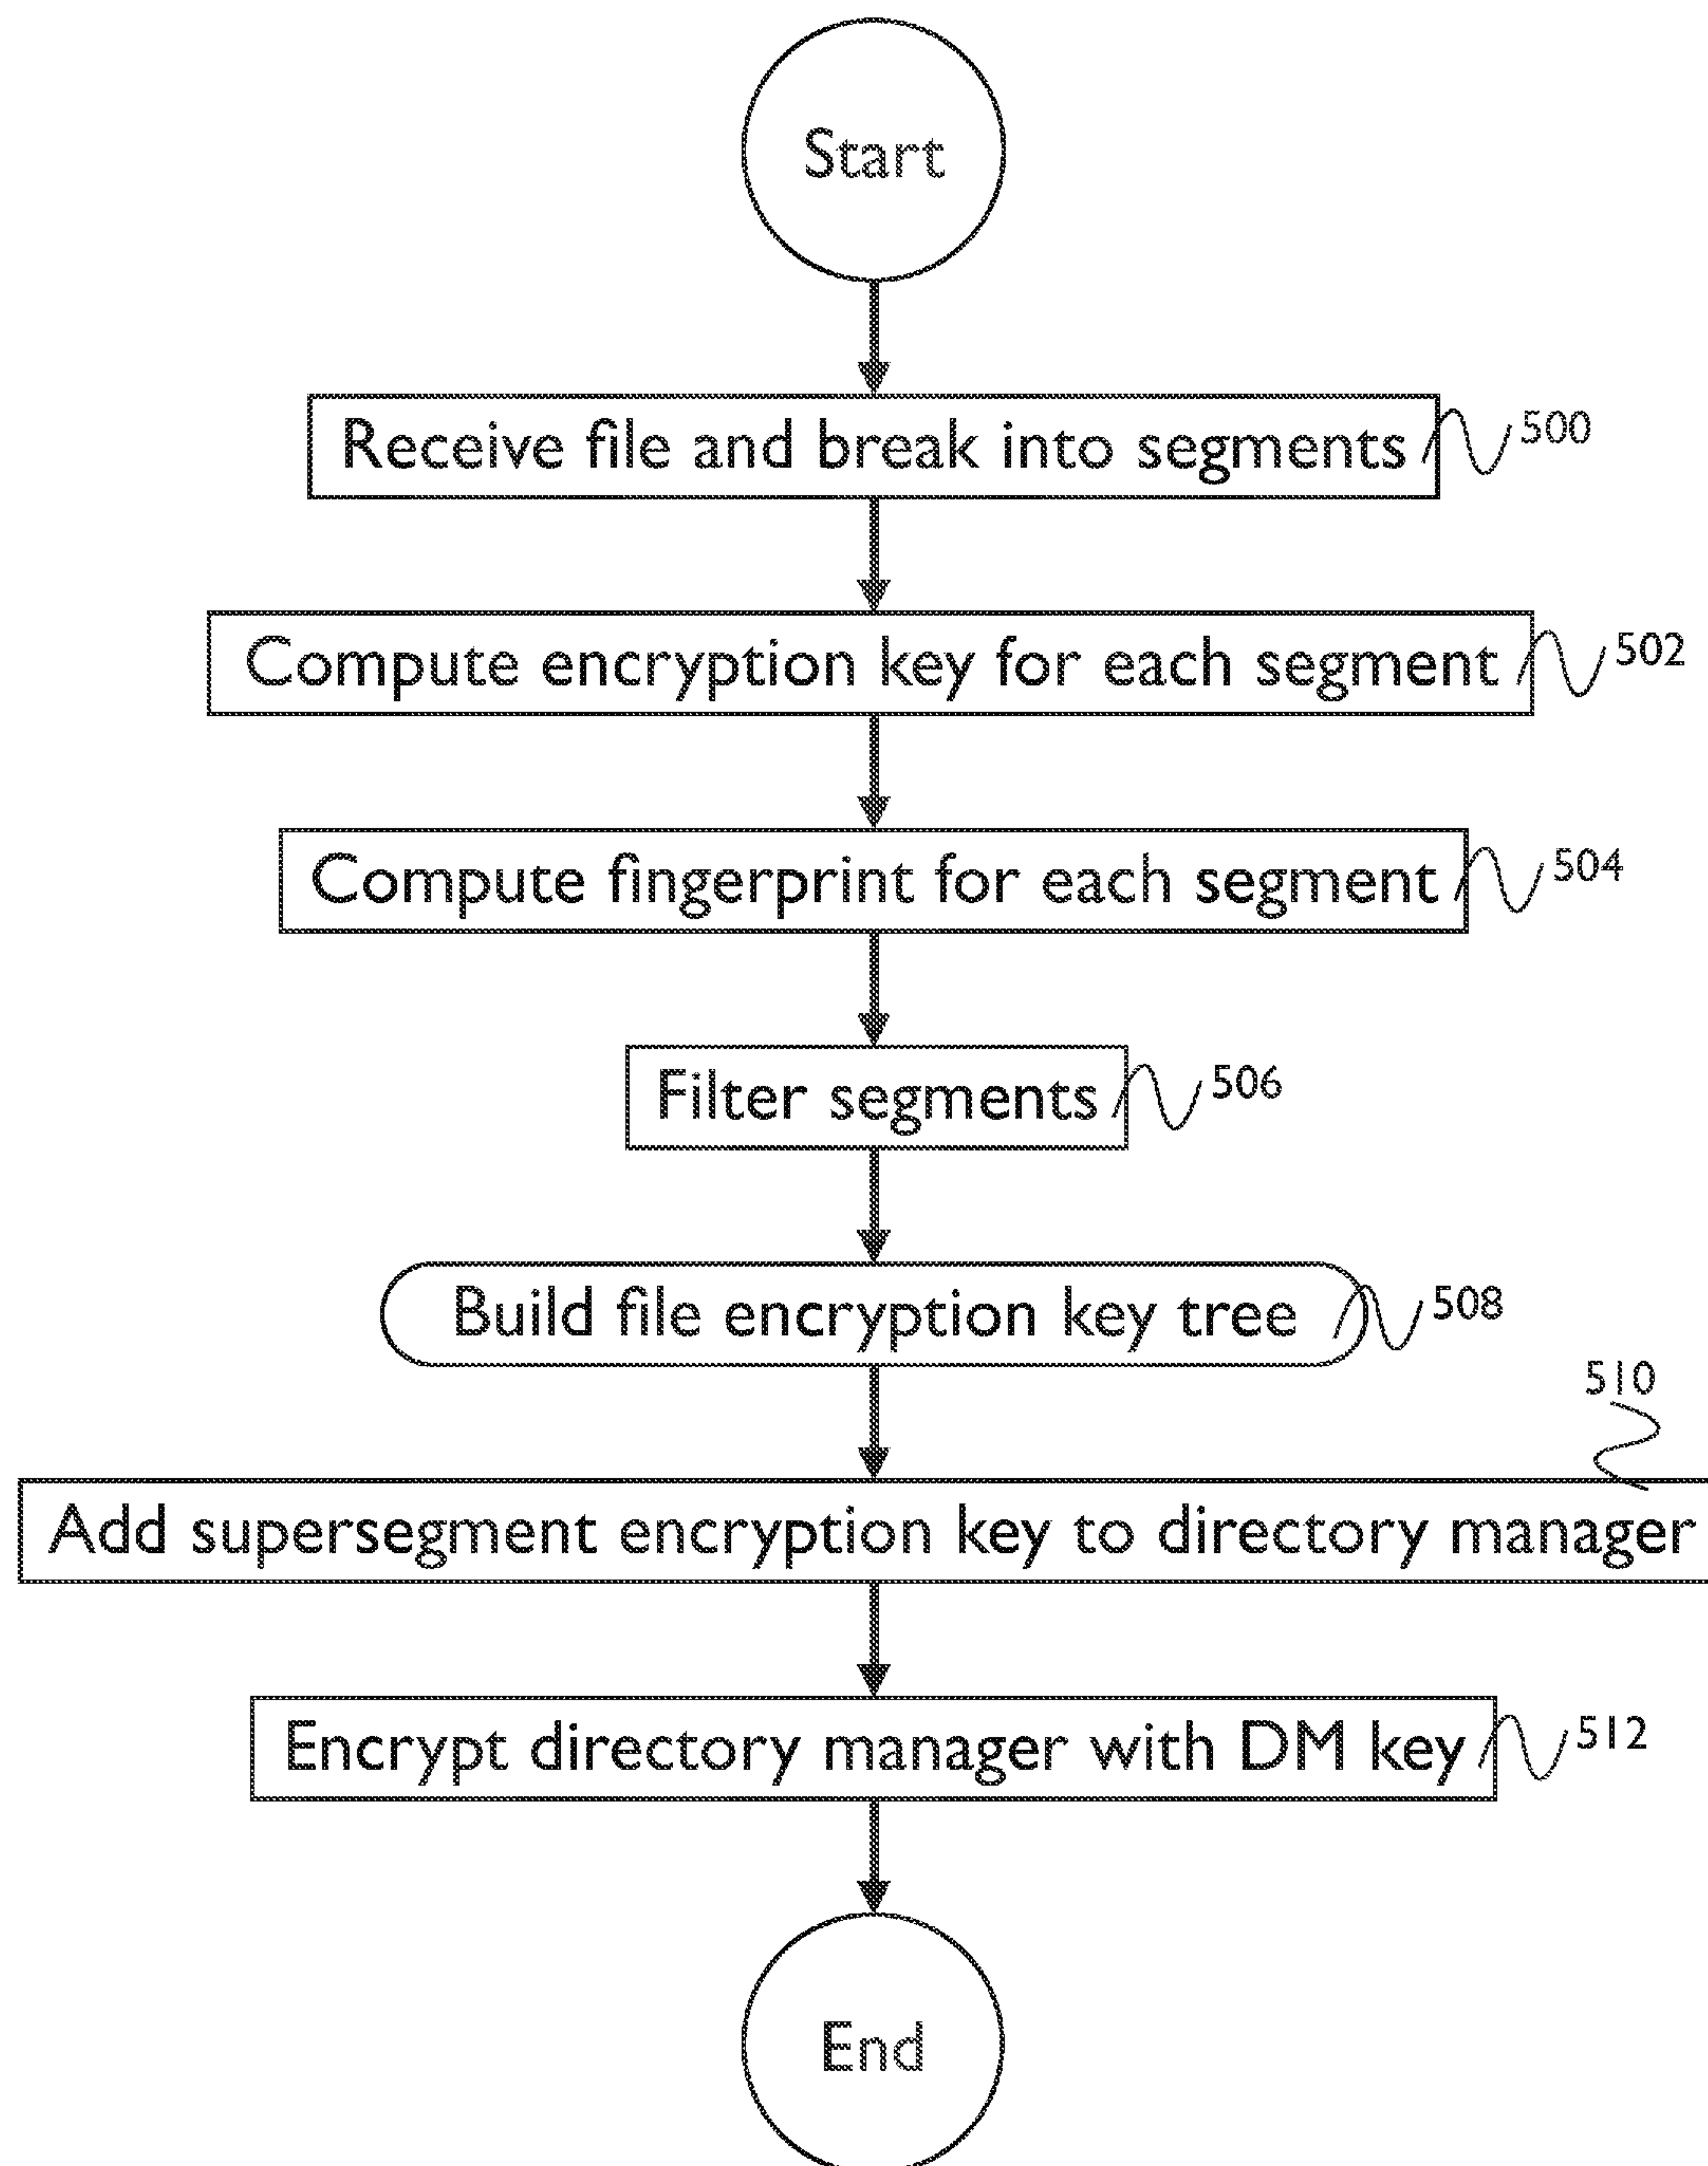 Start
Receive file and break into segments
500
Compute encryption key for each segment
502
Compute fingerprint for each segment
504
Filter segments
506
Build file encryption key tree
508
510
Add supersegment encryption key to directory manager
Encrypt directory manager with DM key
512
End